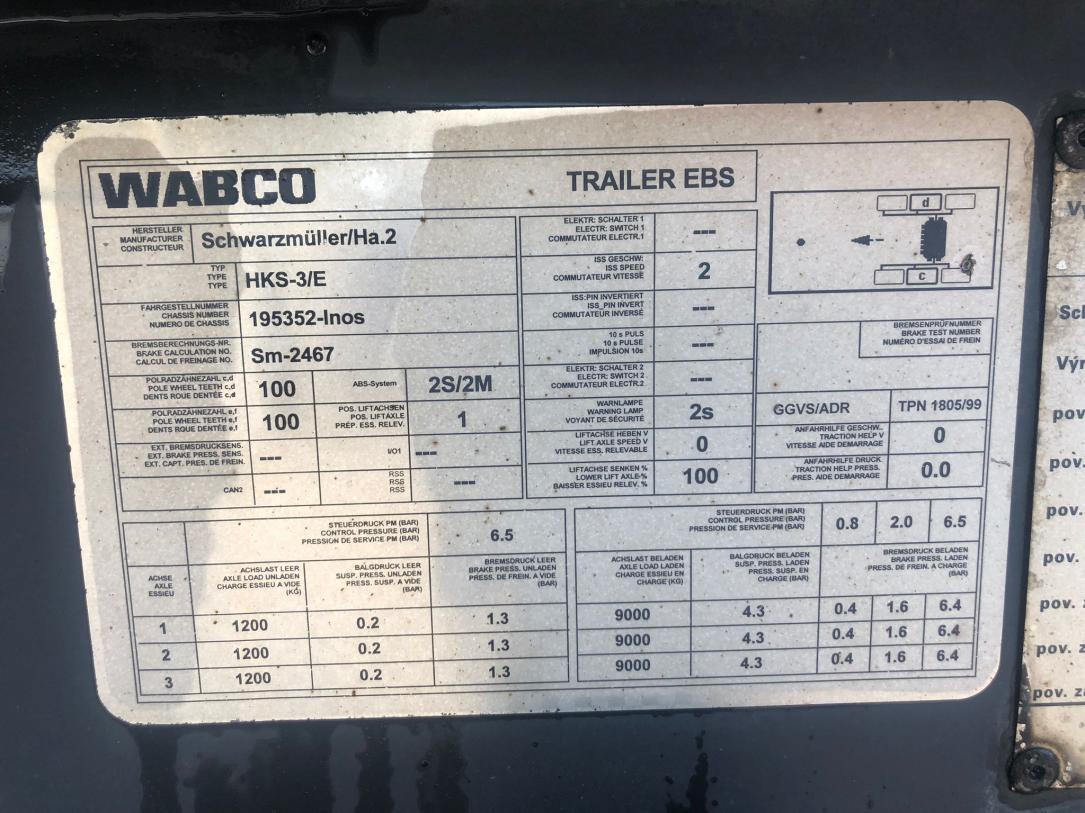 WABCO
TRAILER EBS
HERSTELLER
MANUFACTURER
CONSTRUCTEUR
Schwarzmüller/Ha.2
TYP
TYPE
TYPE
HKS-3/E
FAHRGESTELLNUMMER
CHASSIS NUMBER
NUMERO DE CHASSIS
195352-Inos
BREMSBERECHNUNGS-NR.
BRAKE CALCULATION NO.
CALCUL DE FREINAGE NO.
Sm-2467
POLRADZÄHNEZAHL c,d
POLE WHEEL TEETH c,d
DENTS ROUE DENTÉE c,d
100
ABS-System
2S/2M
POLRADZÄHNEZAHL e,f
POLE WHEEL TEETH e,f
DENTS ROUE DENTÉE e,f
100
POS. LIFTACHSEN
POS. LIFTAXLE
PRÉP. ESS. RELEV.
1
EXT. BREMSDRUCKSENS.
EXT. BRAKE PRESS. SENS.
EXT. CAPT. PRES. DE FREIN.
---
I/O1
---
CAN2
---
RSS
RSB
RSS
---
ELEKTR: SCHALTER 1
ELECTR: SWITCH 1
COMMUTATEUR ELECTR.1
---
ISS GESCHW:
ISS SPEED
COMMUTATEUR VITESSE
2
ISS:PIN INVERTIERT
ISS_PIN INVERT
COMMUTATEUR INVERSÉ
---
10 s PULS
10 s PULSE
IMPULSION 10s
---
ELEKTR: SCHALTER 2
ELECTR: SWITCH 2
COMMUTATEUR ELECTR.2
---
WARNLAMPE
WARNING LAMP
VOYANT DE SÉCURITÉ
2s
LIFTACHSE HEBEN V
LIFT AXLE SPEED V
VITESSE ESS. RELEVABLE
0
LIFTACHSE SENKEN %
LOWER LIFT AXLE-%
BAISSER ESSIEU RELEV. %
100
d
c
BREMSENPRÜFNUMMER
BRAKE TEST NUMBER
NUMÉRO D'ESSAI DE FREIN
GGVS/ADR
TPN 1805/99
ANFAHRHILFE GESCHW.
TRACTION HELP V
VITESSE AIDE DEMARRAGE
0
ANFAHRHILFE DRUCK
TRACTION HELP PRESS.
PRES. AIDE DEMARRAGE
0.0
STEUERDRUCK PM (BAR)
CONTROL PRESSURE (BAR)
PRESSION DE SERVICE PM (BAR)
6.5
ACHSE
AXLE
ESSIEU
ACHSLAST LEER
AXLE LOAD UNLADEN
CHARGE ESSIEU A VIDE
(KG)
BALGDRUCK LEER
SUSP. PRESS. UNLADEN
PRESS. SUSP. A VIDE
(BAR)
BREMSDRUCK LEER
BRAKE PRESS. UNLADEN
PRESS. DE FREIN. A VIDE
(BAR)
1 1200 0.2 1.3
2 1200 0.2 1.3
3 1200 0.2 1.3
STEUERDRUCK PM (BAR)
CONTROL PRESSURE (BAR)
PRESSION DE SERVICE PM (BAR)
0.8 2.0 6.5
ACHSLAST BELADEN
AXLE LOAD LADEN
CHARGE ESSIEU EN
CHARGE (KG)
BALGDRUCK BELADEN
SUSP. PRESS. LADEN
PRESS. SUSP. EN
CHARGE (BAR)
BREMSDRUCK BELADEN
BRAKE PRESS. LADEN
PRESS. DE FREIN. A CHARGE
(BAR)
9000 4.3 0.4 1.6 6.4
9000 4.3 0.4 1.6 6.4
9000 4.3 0.4 1.6 6.4
Sch
Výr
pov
pov.
pov.
pov.
pov.
pov. z
pov. za